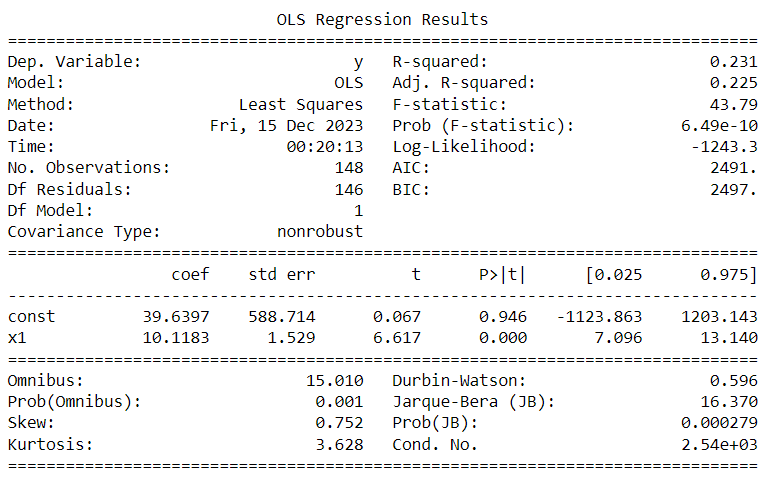 OLS Regression Results
==============================================================================
Dep. Variable:                      y   R-squared:                       0.231
Model:                            OLS   Adj. R-squared:                  0.225
Method:                 Least Squares   F-statistic:                     43.79
Date:                Fri, 15 Dec 2023   Prob (F-statistic):           6.49e-10
Time:                        00:20:13   Log-Likelihood:                -1243.3
No. Observations:                 148   AIC:                             2491.
Df Residuals:                     146   BIC:                             2497.
Df Model:                           1
Covariance Type:            nonrobust
==============================================================================
                 coef    std err          t      P>|t|      [0.025      0.975]
------------------------------------------------------------------------------
const         39.6397    588.714      0.067      0.946   -1123.863    1203.143
x1            10.1183      1.529      6.617      0.000       7.096      13.140
==============================================================================
Omnibus:                       15.010   Durbin-Watson:                   0.596
Prob(Omnibus):                  0.001   Jarque-Bera (JB):               16.370
Skew:                           0.752   Prob(JB):                     0.000279
Kurtosis:                       3.628   Cond. No.                     2.54e+03
==============================================================================